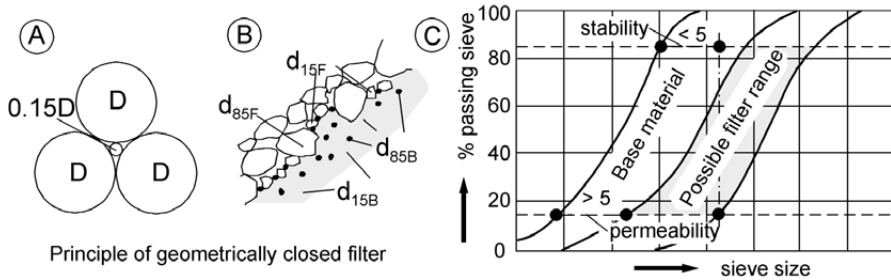 A
0.15D
D
D
D
Principle of geometrically closed filter
B
d15F
d85F
d85B
d15B
C
% passing sieve
100
80
60
40
20
0
stability
< 5
Base material
Possible filter range
> 5
permeability
sieve size